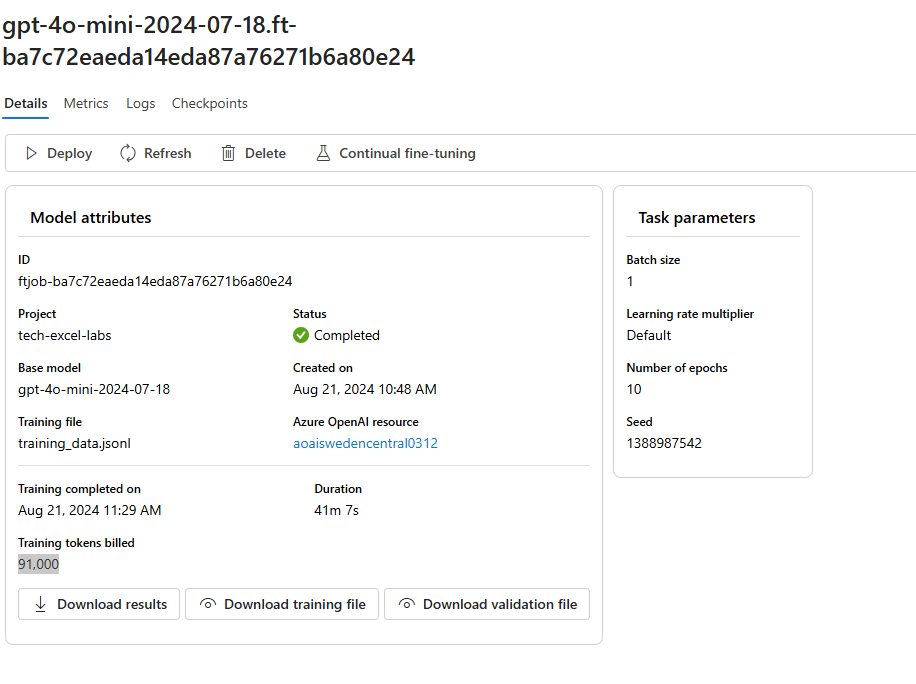 gpt-4o-mini-2024-07-18.ft-
ba7c72eaeda14eda87a76271b6a80e24
Details Metrics Logs Checkpoints
Deploy Refresh Delete Continual fine-tuning
Model attributes
ID
ftjob-ba7c72eaeda14eda87a76271b6a80e24
Project Status
tech-excel-labs Completed
Base model Created on
gpt-4o-mini-2024-07-18 Aug 21, 2024 10:48 AM
Training file Azure OpenAI resource
training_data.jsonl aoaiswedencentral0312
Training completed on Duration
Aug 21, 2024 11:29 AM 41m 7s
Training tokens billed
91,000
Download results Download training file Download validation file
Task parameters
Batch size
1
Learning rate multiplier
Default
Number of epochs
10
Seed
1388987542